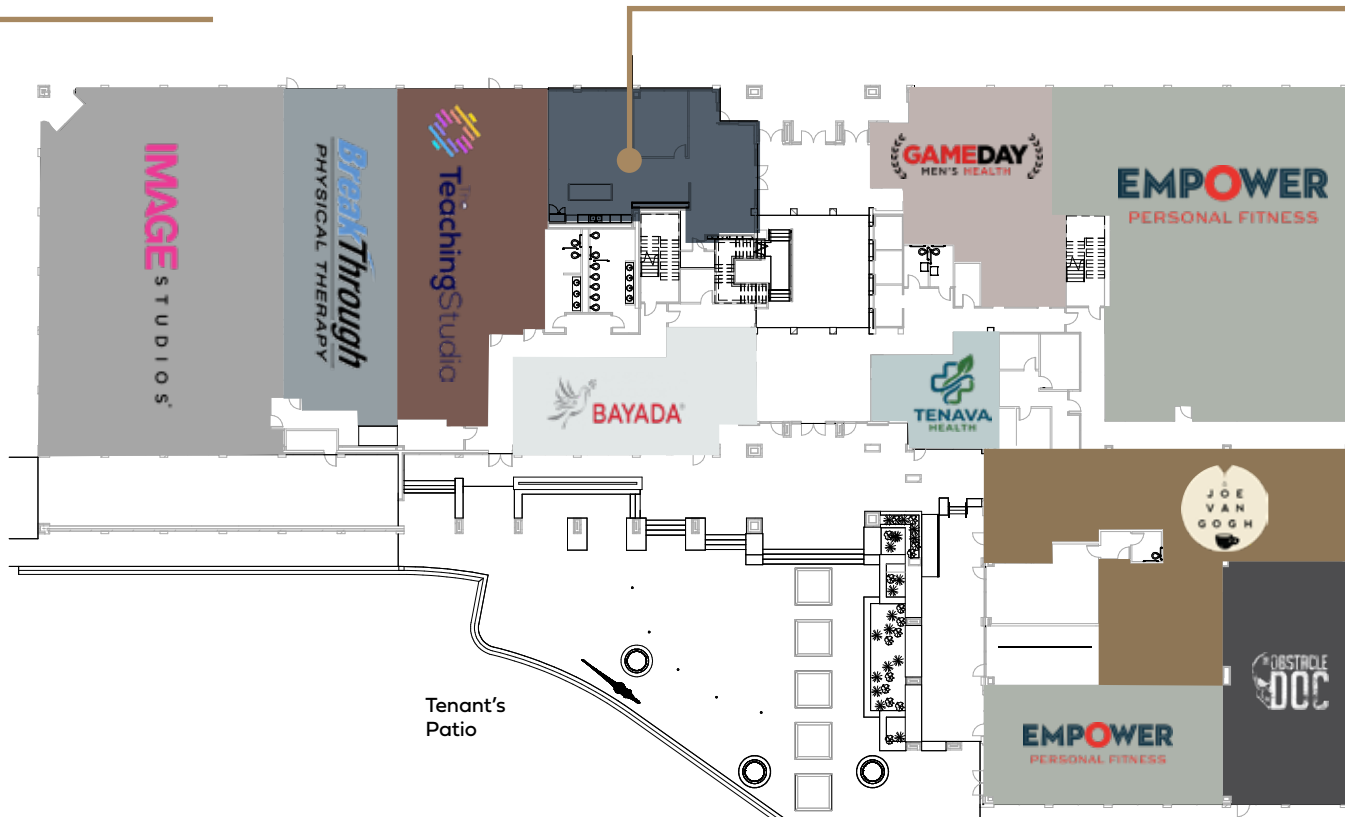 IMAGE
STUDIOS®
BreakThrough
PHYSICAL THERAPY
The
TeachingStudio
GAMEDAY
MEN'S HEALTH
EMPOWER
PERSONAL FITNESS
BAYADA®
TENAVA
HEALTH
JOE
VAN
GOGH
OBSTACLE
DOC
Tenant's
Patio
EMPOWER
PERSONAL FITNESS